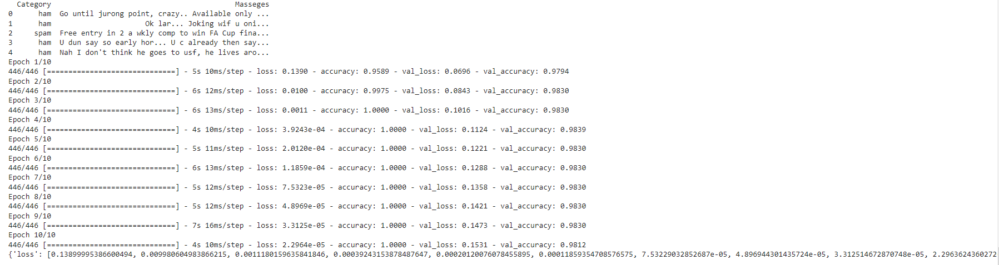 Category Masseges
0 ham Go until jurong point, crazy.. Available only ...
1 ham Ok lar... Joking wif u oni...
2 spam Free entry in 2 a wkly comp to win FA Cup fina...
3 ham U dun say so early hor... U c already then say...
4 ham Nah I don't think he goes to usf, he lives aro...
Epoch 1/10
446/446 [==============================] - 5s 10ms/step - loss: 0.1390 - accuracy: 0.9589 - val_loss: 0.0696 - val_accuracy: 0.9794
Epoch 2/10
446/446 [==============================] - 6s 12ms/step - loss: 0.0100 - accuracy: 0.9975 - val_loss: 0.0843 - val_accuracy: 0.9830
Epoch 3/10
446/446 [==============================] - 6s 13ms/step - loss: 0.0011 - accuracy: 1.0000 - val_loss: 0.1016 - val_accuracy: 0.9830
Epoch 4/10
446/446 [==============================] - 4s 10ms/step - loss: 3.9243e-04 - accuracy: 1.0000 - val_loss: 0.1124 - val_accuracy: 0.9839
Epoch 5/10
446/446 [==============================] - 5s 11ms/step - loss: 2.0120e-04 - accuracy: 1.0000 - val_loss: 0.1221 - val_accuracy: 0.9830
Epoch 6/10
446/446 [==============================] - 6s 13ms/step - loss: 1.1859e-04 - accuracy: 1.0000 - val_loss: 0.1288 - val_accuracy: 0.9830
Epoch 7/10
446/446 [==============================] - 5s 12ms/step - loss: 7.5323e-05 - accuracy: 1.0000 - val_loss: 0.1358 - val_accuracy: 0.9830
Epoch 8/10
446/446 [==============================] - 5s 12ms/step - loss: 4.8969e-05 - accuracy: 1.0000 - val_loss: 0.1421 - val_accuracy: 0.9830
Epoch 9/10
446/446 [==============================] - 7s 16ms/step - loss: 3.3125e-05 - accuracy: 1.0000 - val_loss: 0.1473 - val_accuracy: 0.9830
Epoch 10/10
446/446 [==============================] - 4s 10ms/step - loss: 2.2964e-05 - accuracy: 1.0000 - val_loss: 0.1531 - val_accuracy: 0.9812
{'loss': [0.13899995386600494, 0.009980604983866215, 0.0011180159635841846, 0.00039243153878487647, 0.00020120076078455895, 0.00011859354708576575, 7.53229032852687e-05, 4.896944301435724e-05, 3.312514672870748e-05, 2.2963624360272